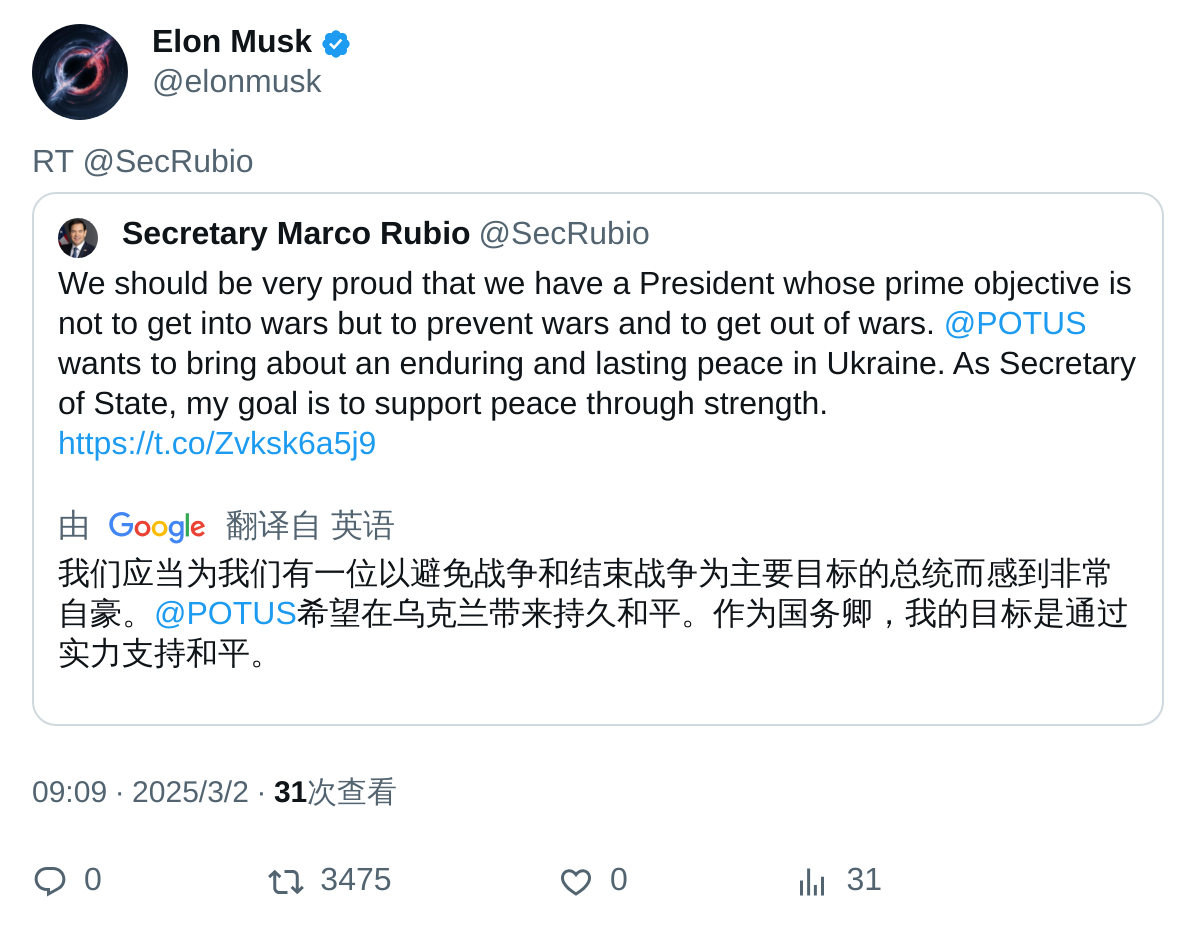 Elon Musk
@elonmusk
RT @SecRubio
Secretary Marco Rubio @SecRubio
We should be very proud that we have a President whose prime objective is
not to get into wars but to prevent wars and to get out of wars. @POTUS
wants to bring about an enduring and lasting peace in Ukraine. As Secretary
of State, my goal is to support peace through strength.
https://t.co/Zvksk6a5j9
由 Google 翻译自 英语
我们应当为我们有一位以避免战争和结束战争为主要目标的总统而感到非常
自豪。@POTUS希望在乌克兰带来持久和平。作为国务卿，我的目标是通过
实力支持和平。
09:09 · 2025/3/2 · 31次查看
0 3475 0 31